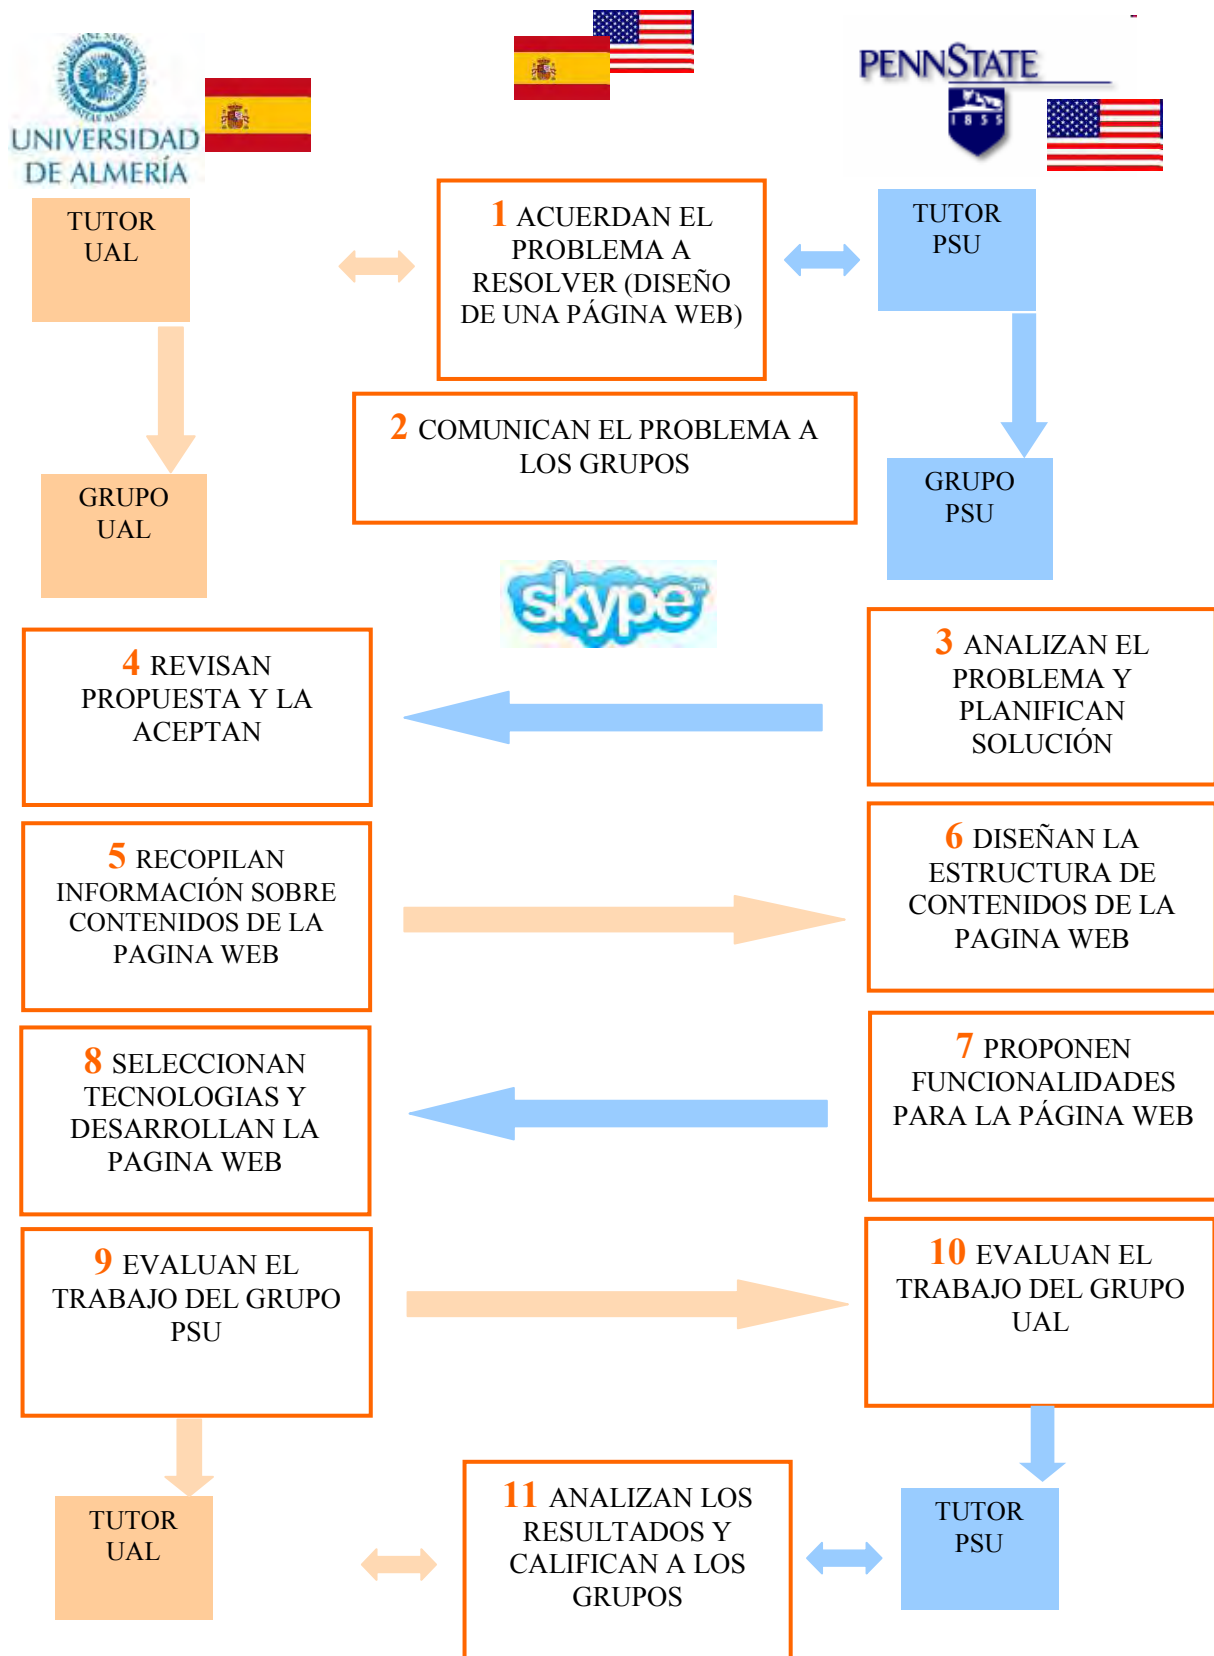 UNIVERSIDAD
DE ALMERÍA
PENNSTATE
1855
TUTOR
UAL
1 ACUERDAN EL
PROBLEMA A
RESOLVER (DISEÑO
DE UNA PÁGINA WEB)
TUTOR
PSU
2 COMUNICAN EL PROBLEMA A
LOS GRUPOS
GRUPO
UAL
GRUPO
PSU
skype™
3 ANALIZAN EL
PROBLEMA Y
PLANIFICAN
SOLUCIÓN
4 REVISAN
PROPUESTA Y LA
ACEPTAN
5 RECOPILAN
INFORMACIÓN SOBRE
CONTENIDOS DE LA
PAGINA WEB
6 DISEÑAN LA
ESTRUCTURA DE
CONTENIDOS DE LA
PAGINA WEB
7 PROPONEN
FUNCIONALIDADES
PARA LA PÁGINA WEB
8 SELECCIONAN
TECNOLOGIAS Y
DESARROLLAN LA
PAGINA WEB
9 EVALUAN EL
TRABAJO DEL GRUPO
PSU
10 EVALUAN EL
TRABAJO DEL GRUPO
UAL
TUTOR
UAL
11 ANALIZAN LOS
RESULTADOS Y
CALIFICAN A LOS
GRUPOS
TUTOR
PSU